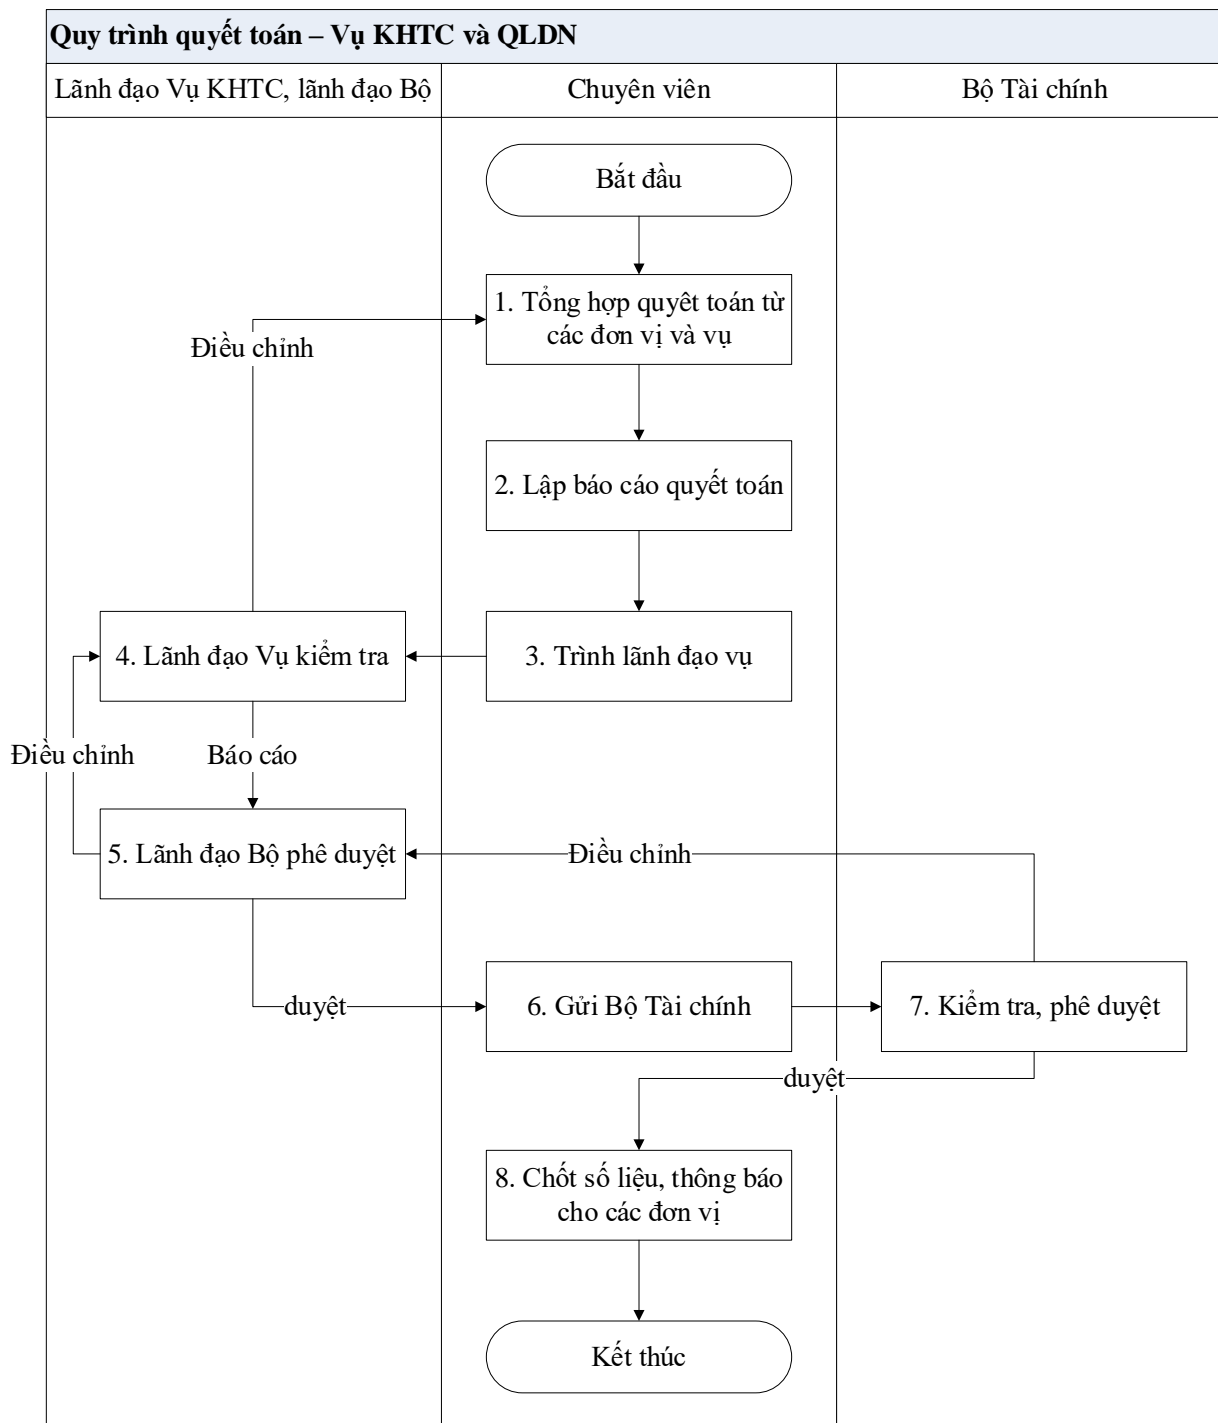 Quy trình quyết toán – Vụ KHTC và QLDN
Lãnh đạo Vụ KHTC, lãnh đạo Bộ
Chuyên viên
Bộ Tài chính
Bắt đầu
1. Tổng hợp quyêt toán từ
các đơn vị và vụ
Điều chỉnh
2. Lập báo cáo quyết toán
4. Lãnh đạo Vụ kiểm tra
3. Trình lãnh đạo vụ
Điều chỉnh
Báo cáo
5. Lãnh đạo Bộ phê duyệt
Điều chỉnh
duyệt
6. Gửi Bộ Tài chính
7. Kiểm tra, phê duyệt
duyệt
8. Chốt số liệu, thông báo
cho các đơn vị
Kết thúc